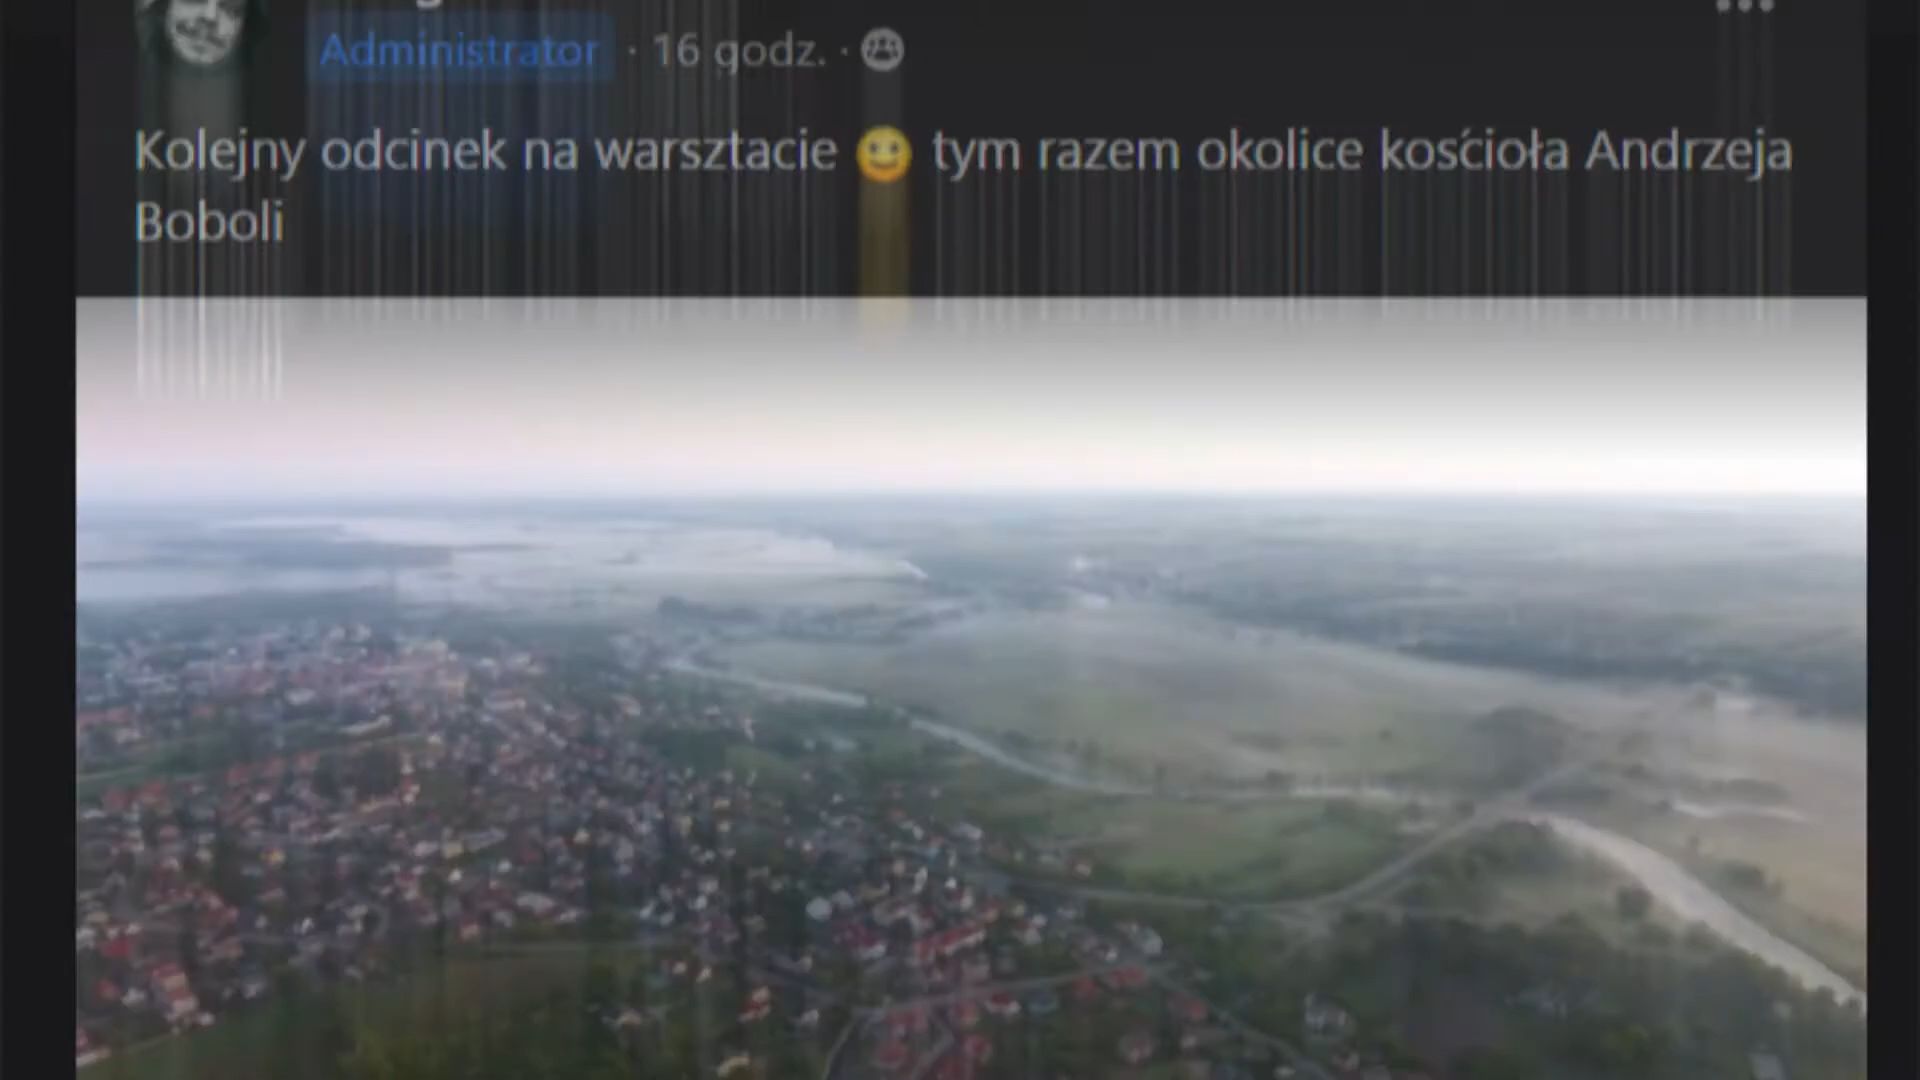 Administrator · 16 godz. ·
Kolejny odcinek na warsztacie 😀 tym razem okolice kościoła Andrzeja
Boboli